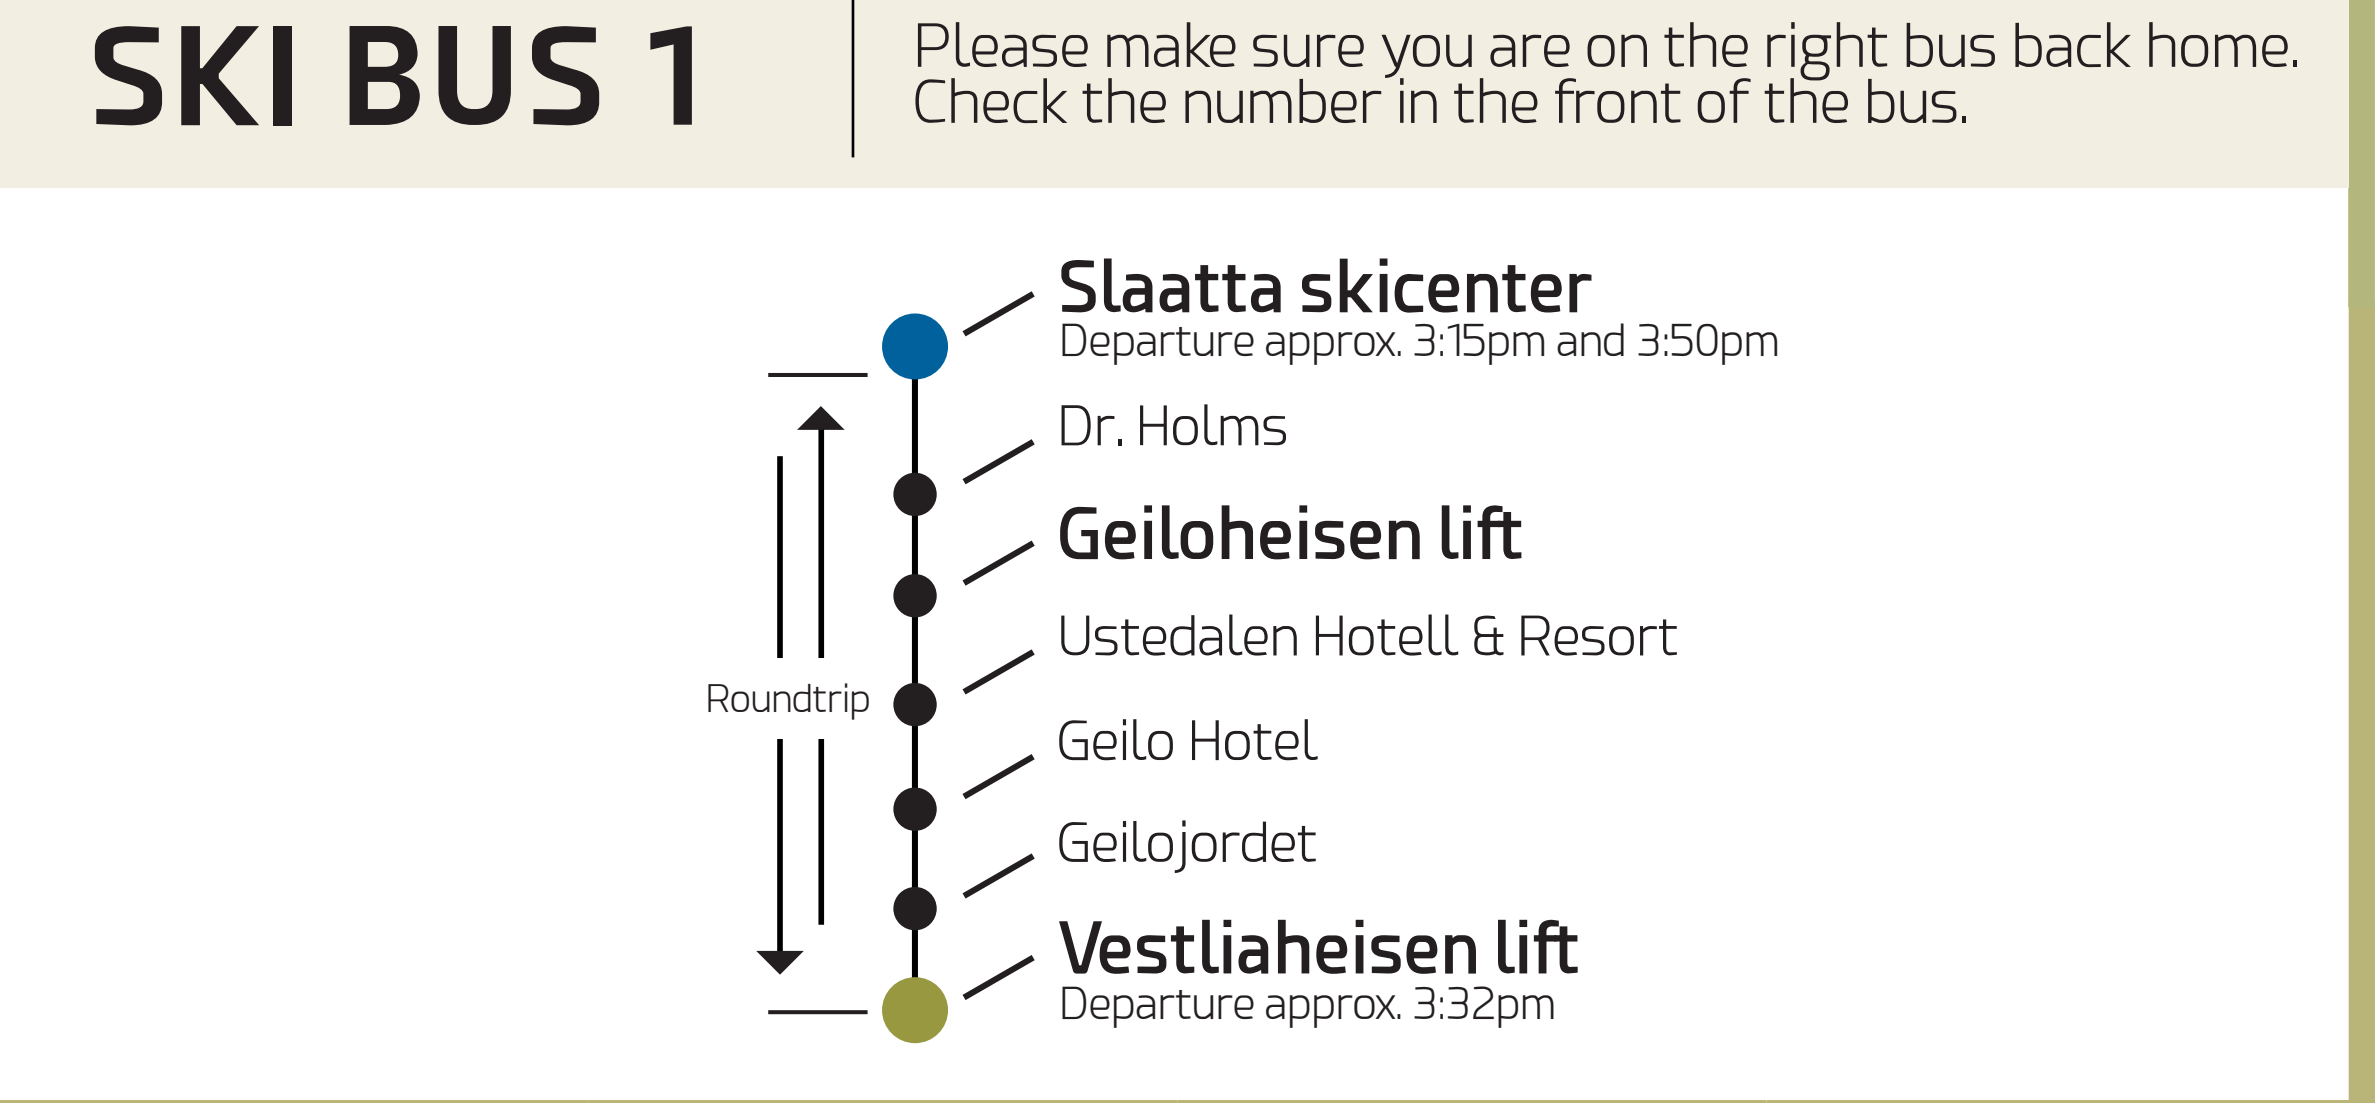 SKI BUS 1
Please make sure you are on the right bus back home.
Check the number in the front of the bus.
Slaatta skicenter
Departure approx. 3:15pm and 3:50pm
Dr. Holms
Geiloheisen lift
Ustedalen Hotell & Resort
Roundtrip
Geilo Hotel
Geilojordet
Vestliaheisen lift
Departure approx. 3:32pm